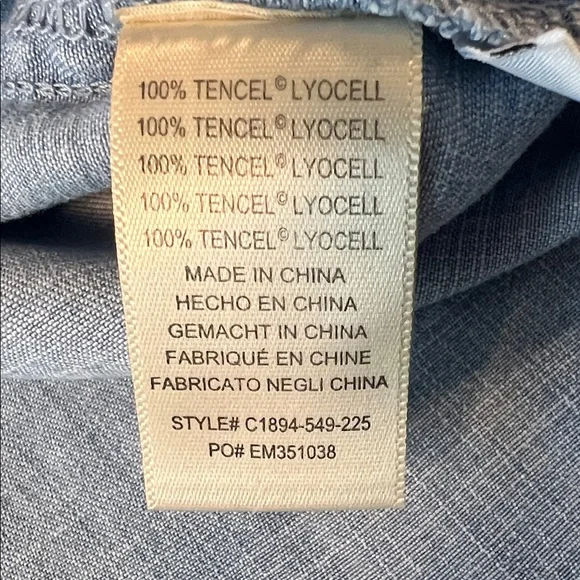 100% TENCEL© LYOCELL
100% TENCEL© LYOCELL
100% TENCEL© LYOCELL
100% TENCEL© LYOCELL
100% TENCEL© LYOCELL
MADE IN CHINA
HECHO EN CHINA
GEMACHT IN CHINA
FABRIQUÉ EN CHINE
FABRICATO NEGLI CHINA
STYLE# C1894-549-225
PO# EM351038